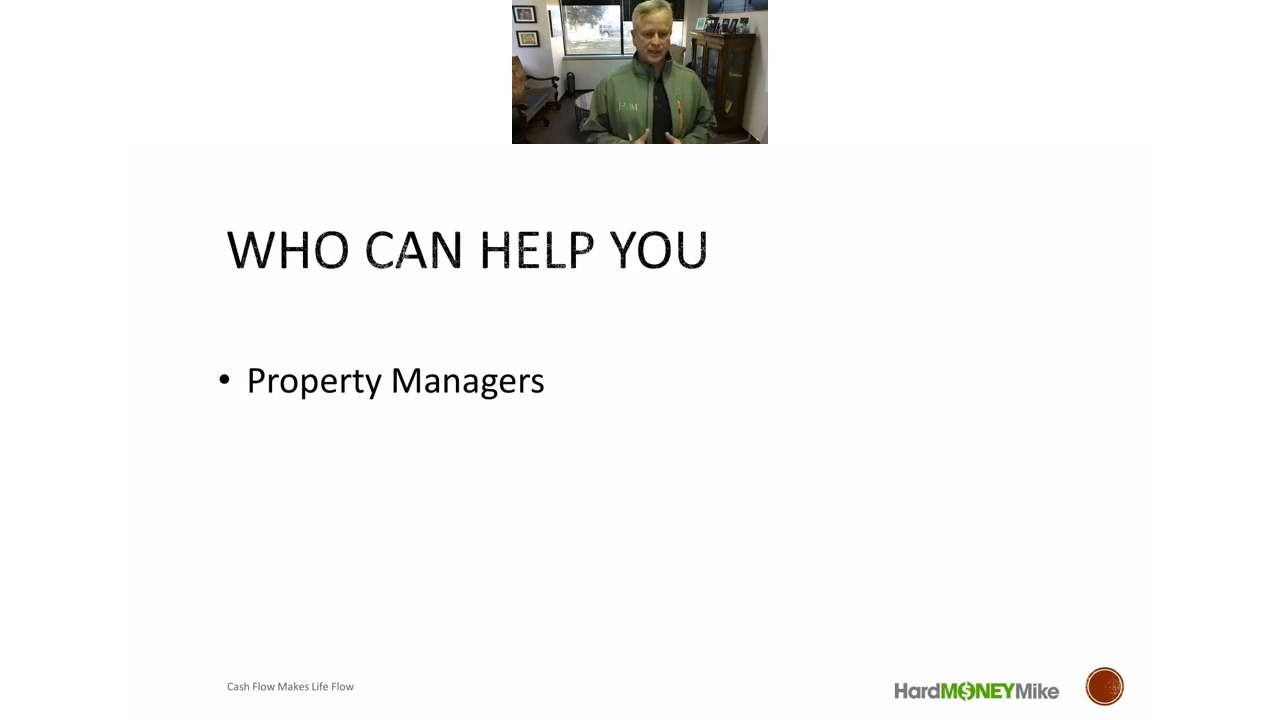 WHO CAN HELP YOU
• Property Managers
Cash Flow Makes Life Flow
HardMONEYMike